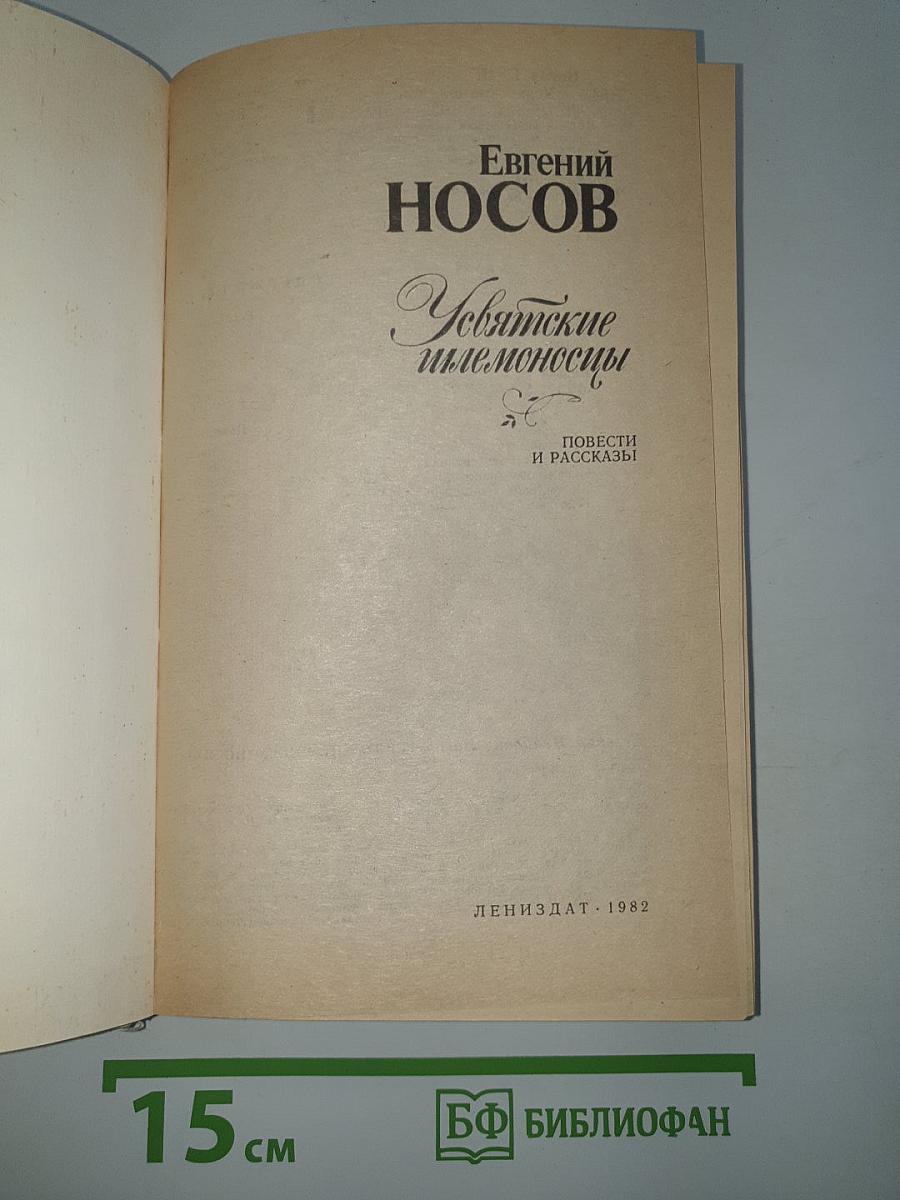 Евгений
НОСОВ
Усвятские
шлемоносцы
ПОВЕСТИ
И РАССКАЗЫ
ЛЕНИЗДАТ · 1982
15 см
БФ БИБЛИОФАН